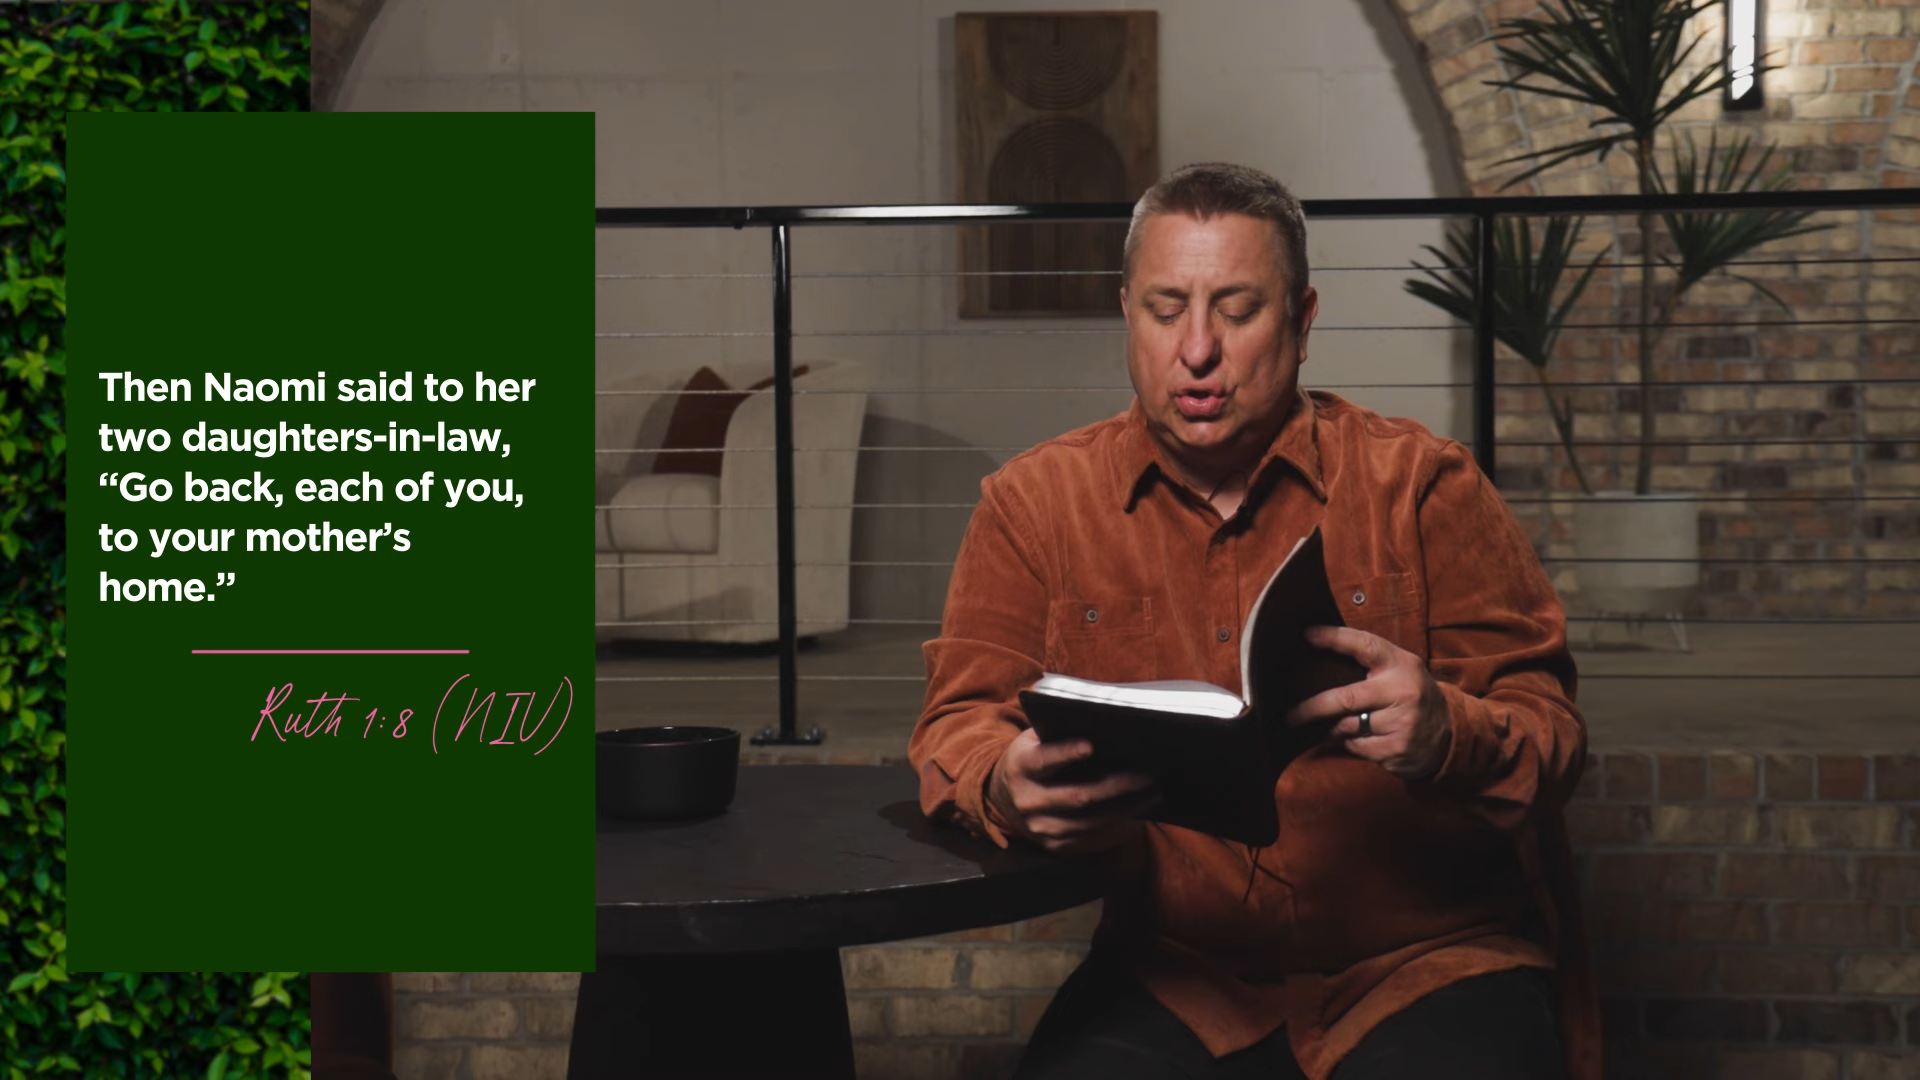 Then Naomi said to her
two daughters-in-law,
“Go back, each of you,
to your mother’s
home.”
Ruth 1:8 (NIV)